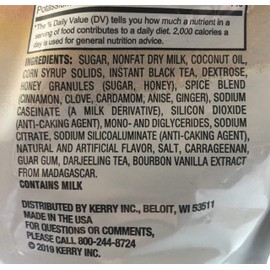 Potassium
*The % Daily Value (DV) tells you how much a nutrient in a
serving of food contributes to a daily diet. 2,000 calories a
day is used for general nutrition advice.
INGREDIENTS: SUGAR, NONFAT DRY MILK, COCONUT OIL,
CORN SYRUP SOLIDS, INSTANT BLACK TEA, DEXTROSE,
HONEY GRANULES (SUGAR, HONEY), SPICE BLEND
(CINNAMON, CLOVE, CARDAMOM, ANISE, GINGER), SODIUM
CASEINATE (A MILK DERIVATIVE), SILICON DIOXIDE
(ANTI-CAKING AGENT), MONO- AND DIGLYCERIDES, SODIUM
CITRATE, SODIUM SILICOALUMINATE (ANTI-CAKING AGENT),
NATURAL AND ARTIFICIAL FLAVOR, SALT, CARRAGEENAN,
GUAR GUM, DARJEELING TEA, BOURBON VANILLA EXTRACT
FROM MADAGASCAR.
CONTAINS MILK
DISTRIBUTED BY KERRY INC., BELOIT, WI 53511
MADE IN THE USA
FOR QUESTIONS OR COMMENTS,
PLEASE CALL 800-244-8724
© 2019 KERRY INC.